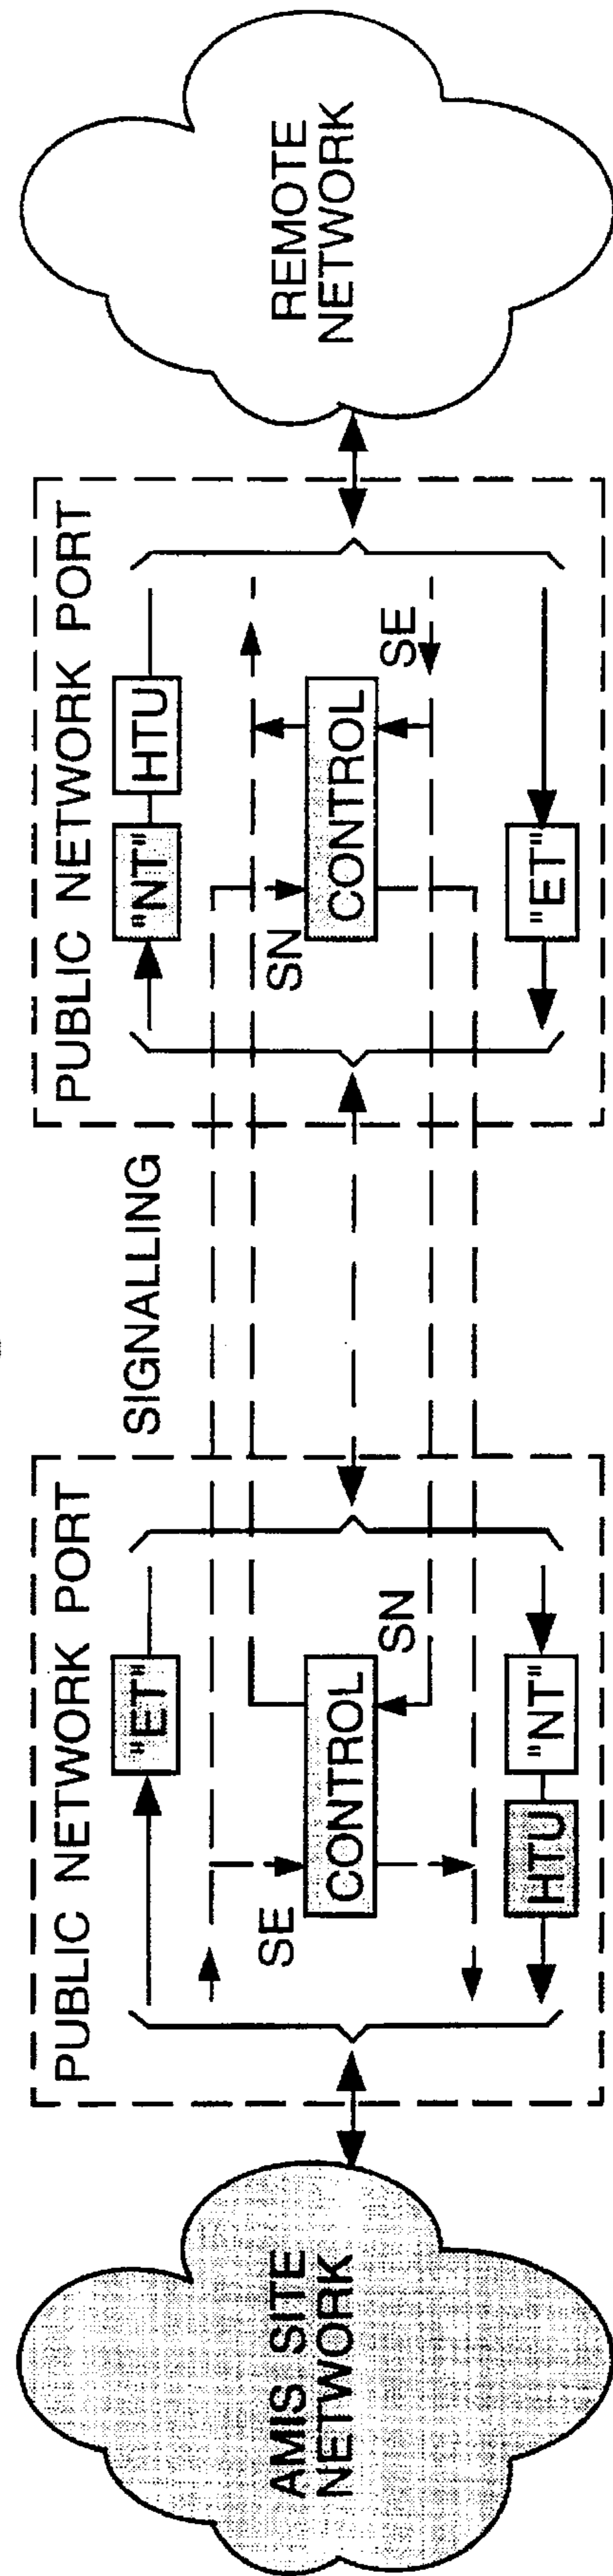 AMIS SITE
NETWORK
PUBLIC NETWORK PORT
"ET"
SE
CONTROL
SN
HTU
"NT"
SIGNALLING
PUBLIC NETWORK PORT
"NT"
HTU
SN
CONTROL
SE
"ET"
REMOTE
NETWORK